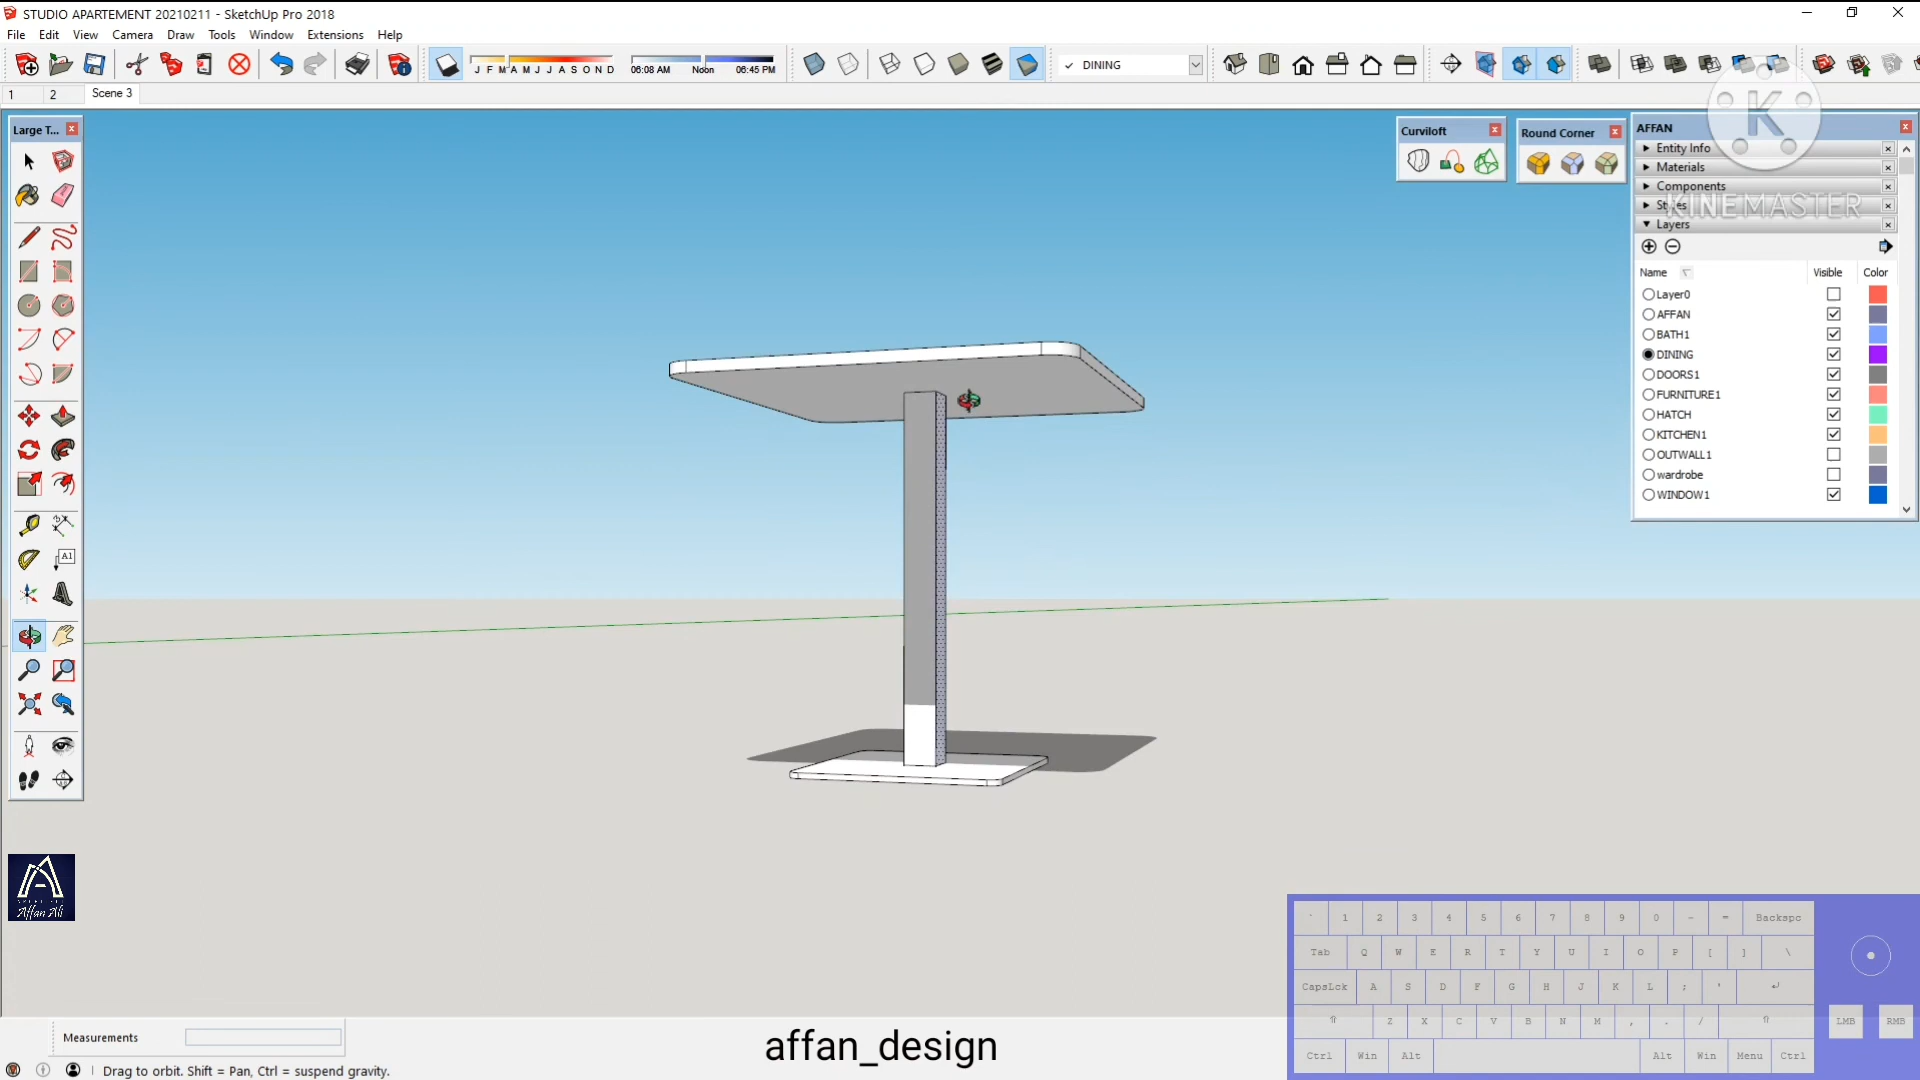 STUDIO APARTEMENT 20210211 - SketchUp Pro 2018
File Edit View Camera Draw Tools Window Extensions Help
J F M A M J J A S O N D
06:08 AM Noon 06:45 PM
DINING
1 2 Scene 3
Large T...
Curviloft
Round Corner
AFFAN
Entity Info
Materials
Components
Styles
Layers
K
KINEMASTER
Name Visible Color
Layer0
AFFAN
BATH1
DINING
DOORS1
FURNITURE1
HATCH
KITCHEN1
OUTWALL1
wardrobe
WINDOW1
A1
Affan Ali
` 1 2 3 4 5 6 7 8 9 0 - = Backspc
Tab Q W E R T Y U I O P [ ] \
CapsLck A S D F G H J K L ; '
Z X C V B N M , . /
LMB RMB
Ctrl Win Alt Alt Win Menu Ctrl
Measurements
affan_design
Drag to orbit. Shift = Pan, Ctrl = suspend gravity.